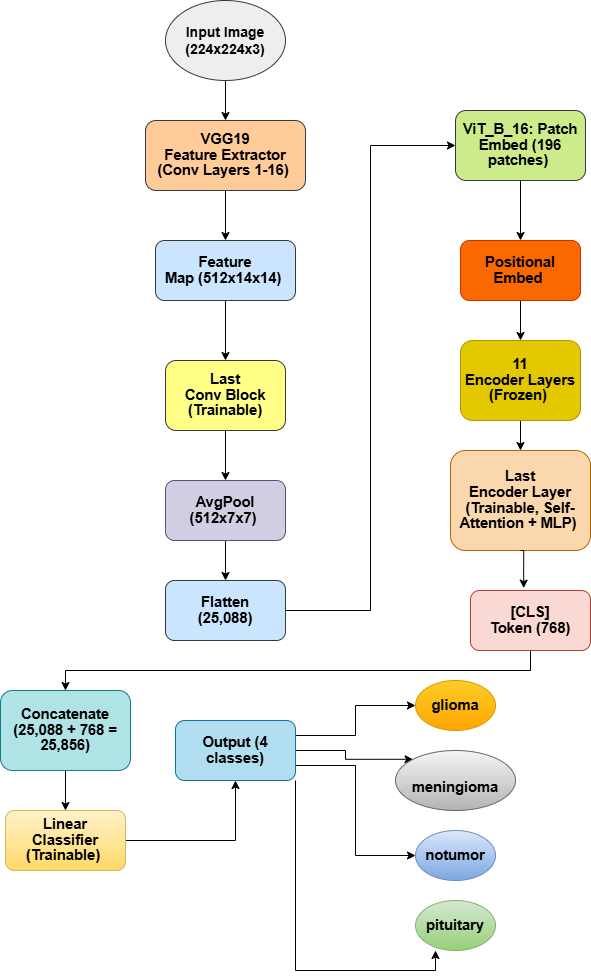 Input Image
(224x224x3)
VGG19
Feature Extractor
(Conv Layers 1-16)
Feature
Map (512x14x14)
Last
Conv Block
(Trainable)
AvgPool
(512x7x7)
Flatten
(25,088)
ViT_B_16: Patch
Embed (196
patches)
Positional
Embed
11
Encoder Layers
(Frozen)
Last
Encoder Layer
(Trainable, Self-
Attention + MLP)
[CLS]
Token (768)
Concatenate
(25,088 + 768 =
25,856)
Linear
Classifier
(Trainable)
Output (4
classes)
glioma
meningioma
notumor
pituitary